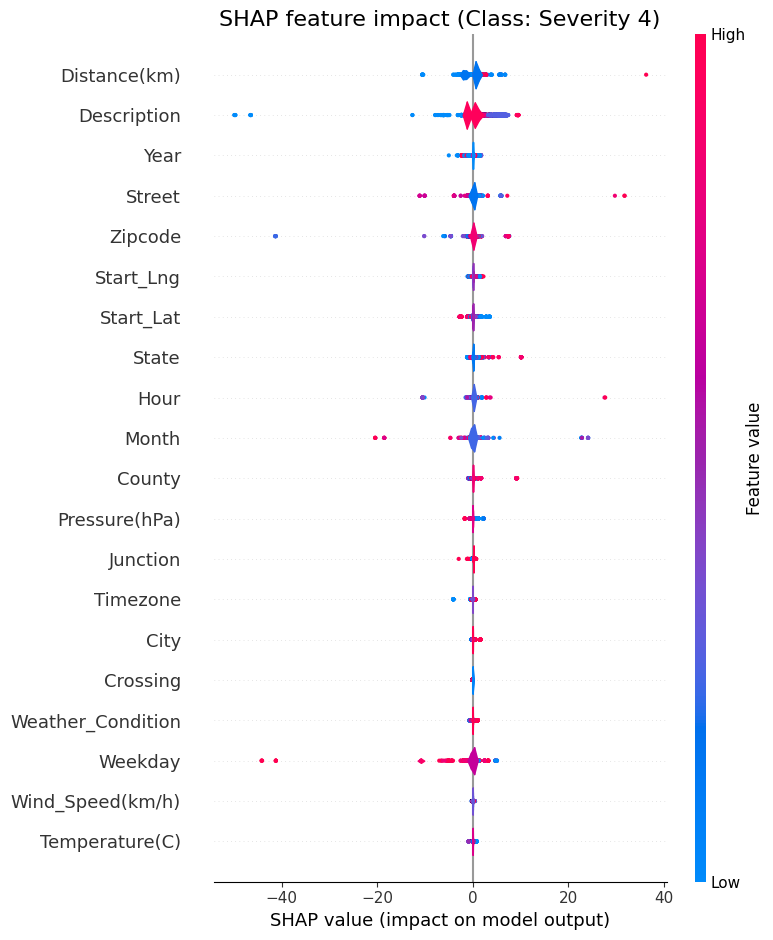 SHAP feature impact (Class: Severity 4)
High
Distance(km)
Description
Year
Street
Zipcode
Start_Lng
Start_Lat
State
Hour
Month
County
Pressure(hPa)
Junction
Timezone
City
Crossing
Weather_Condition
Weekday
Wind_Speed(km/h)
Temperature(C)
Feature value
Low
−40
−20
0
20
40
SHAP value (impact on model output)